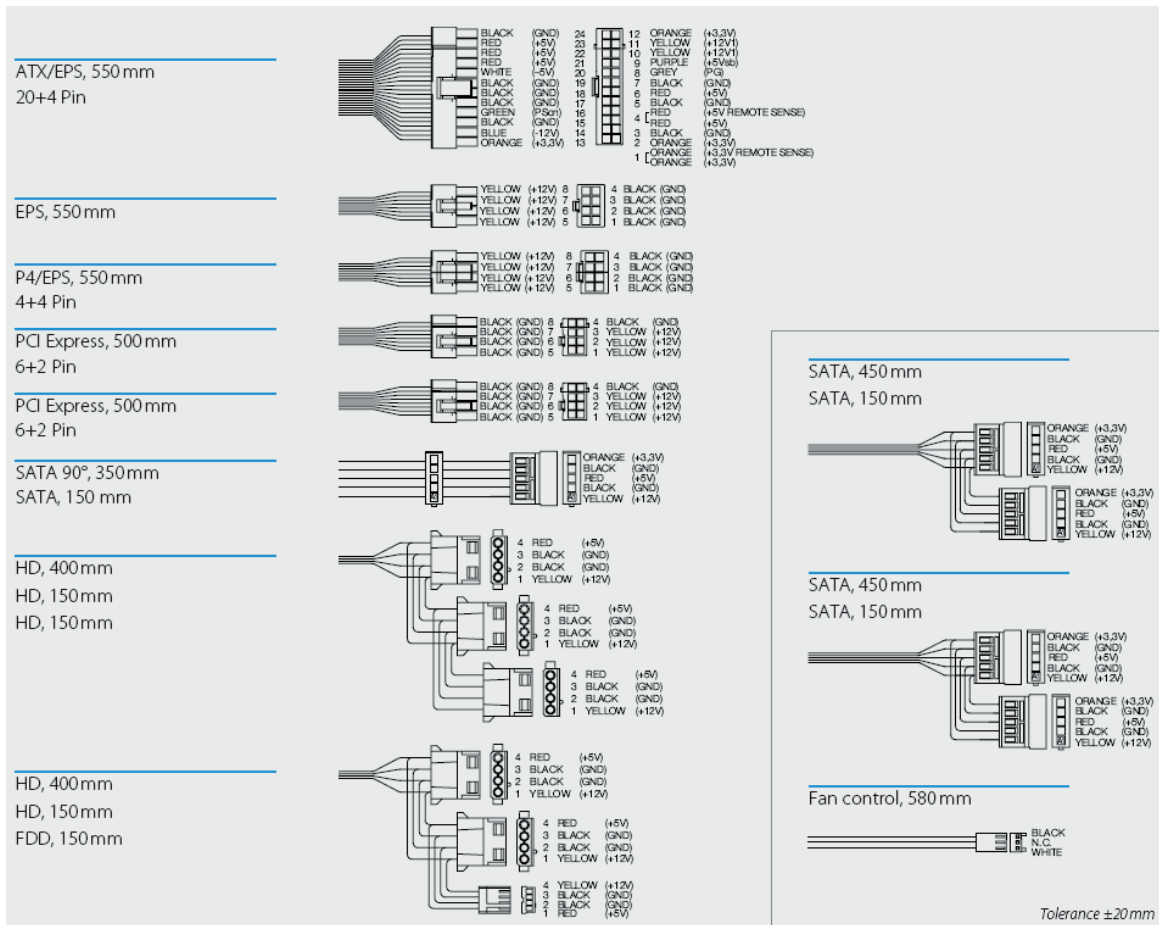 ATX/EPS, 550 mm
20+4 Pin
BLACK (GND) 24 12 ORANGE (+3,3V)
RED (+5V) 23 11 YELLOW (+12V1)
RED (+5V) 22 10 YELLOW (+12V1)
RED (+5V) 21 9 PURPLE (+5Vsb)
WHITE (-5V) 20 8 GREY (PG)
BLACK (GND) 19 7 BLACK (GND)
BLACK (GND) 18 6 RED (+5V)
BLACK (GND) 17 5 BLACK (GND)
GREEN (PSon) 16 4 RED (+5V REMOTE SENSE)
BLACK (GND) 15 RED (+5V)
BLUE (-12V) 14 3 BLACK (GND)
ORANGE (+3,3V) 13 2 ORANGE (+3,3V)
1 ORANGE (+3,3V REMOTE SENSE)
ORANGE (+3,3V)
EPS, 550 mm
YELLOW (+12V) 8 4 BLACK (GND)
YELLOW (+12V) 7 3 BLACK (GND)
YELLOW (+12V) 6 2 BLACK (GND)
YELLOW (+12V) 5 1 BLACK (GND)
P4/EPS, 550 mm
4+4 Pin
YELLOW (+12V) 8 4 BLACK (GND)
YELLOW (+12V) 7 3 BLACK (GND)
YELLOW (+12V) 6 2 BLACK (GND)
YELLOW (+12V) 5 1 BLACK (GND)
PCI Express, 500 mm
6+2 Pin
BLACK (GND) 8 4 BLACK (GND)
BLACK (GND) 7 3 YELLOW (+12V)
BLACK (GND) 6 2 YELLOW (+12V)
BLACK (GND) 5 1 YELLOW (+12V)
PCI Express, 500 mm
6+2 Pin
BLACK (GND) 8 4 BLACK (GND)
BLACK (GND) 7 3 YELLOW (+12V)
BLACK (GND) 6 2 YELLOW (+12V)
BLACK (GND) 5 1 YELLOW (+12V)
SATA 90°, 350 mm
SATA, 150 mm
ORANGE (+3,3V)
BLACK (GND)
RED (+5V)
BLACK (GND)
YELLOW (+12V)
HD, 400 mm
HD, 150 mm
HD, 150 mm
4 RED (+5V)
3 BLACK (GND)
2 BLACK (GND)
1 YELLOW (+12V)
4 RED (+5V)
3 BLACK (GND)
2 BLACK (GND)
1 YELLOW (+12V)
4 RED (+5V)
3 BLACK (GND)
2 BLACK (GND)
1 YELLOW (+12V)
HD, 400 mm
HD, 150 mm
FDD, 150 mm
4 RED (+5V)
3 BLACK (GND)
2 BLACK (GND)
1 YELLOW (+12V)
4 RED (+5V)
3 BLACK (GND)
2 BLACK (GND)
1 YELLOW (+12V)
4 YELLOW (+12V)
3 BLACK (GND)
2 BLACK (GND)
1 RED (+5V)
SATA, 450 mm
SATA, 150 mm
ORANGE (+3,3V)
BLACK (GND)
RED (+5V)
BLACK (GND)
YELLOW (+12V)
ORANGE (+3,3V)
BLACK (GND)
RED (+5V)
BLACK (GND)
YELLOW (+12V)
SATA, 450 mm
SATA, 150 mm
ORANGE (+3,3V)
BLACK (GND)
RED (+5V)
BLACK (GND)
YELLOW (+12V)
ORANGE (+3,3V)
BLACK (GND)
RED (+5V)
BLACK (GND)
YELLOW (+12V)
Fan control, 580 mm
BLACK
N.C.
WHITE
Tolerance ±20 mm